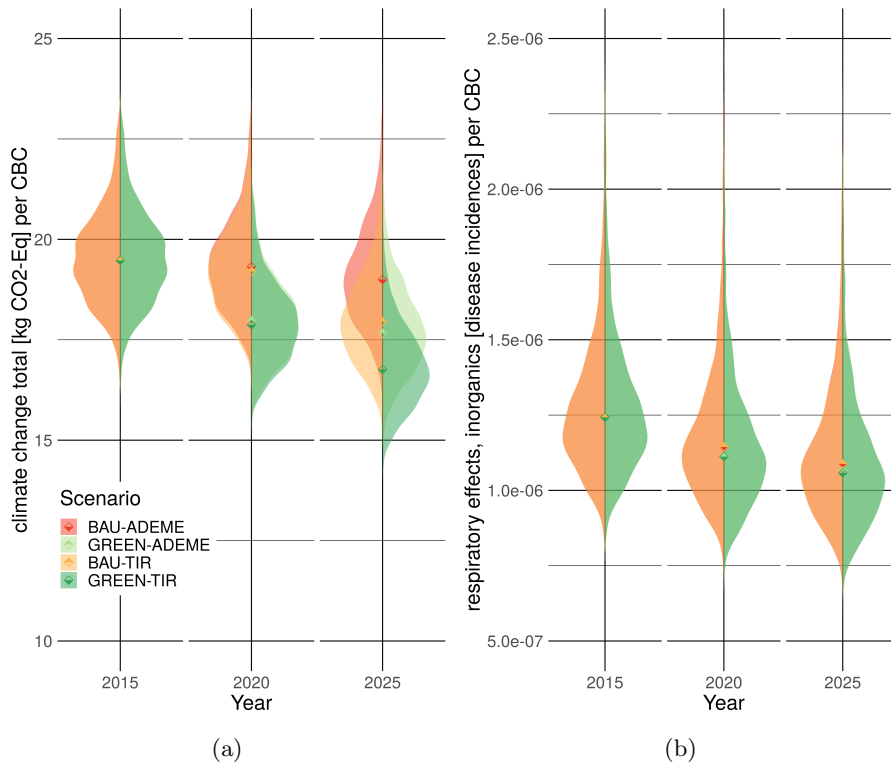 climate change total [kg CO2-Eq] per CBC
25
20
15
10
Scenario
BAU-ADEME
GREEN-ADEME
BAU-TIR
GREEN-TIR
2015
2020
2025
Year
(a)
respiratory effects, inorganics [disease incidences] per CBC
2.5e-06
2.0e-06
1.5e-06
1.0e-06
5.0e-07
2015
2020
2025
Year
(b)